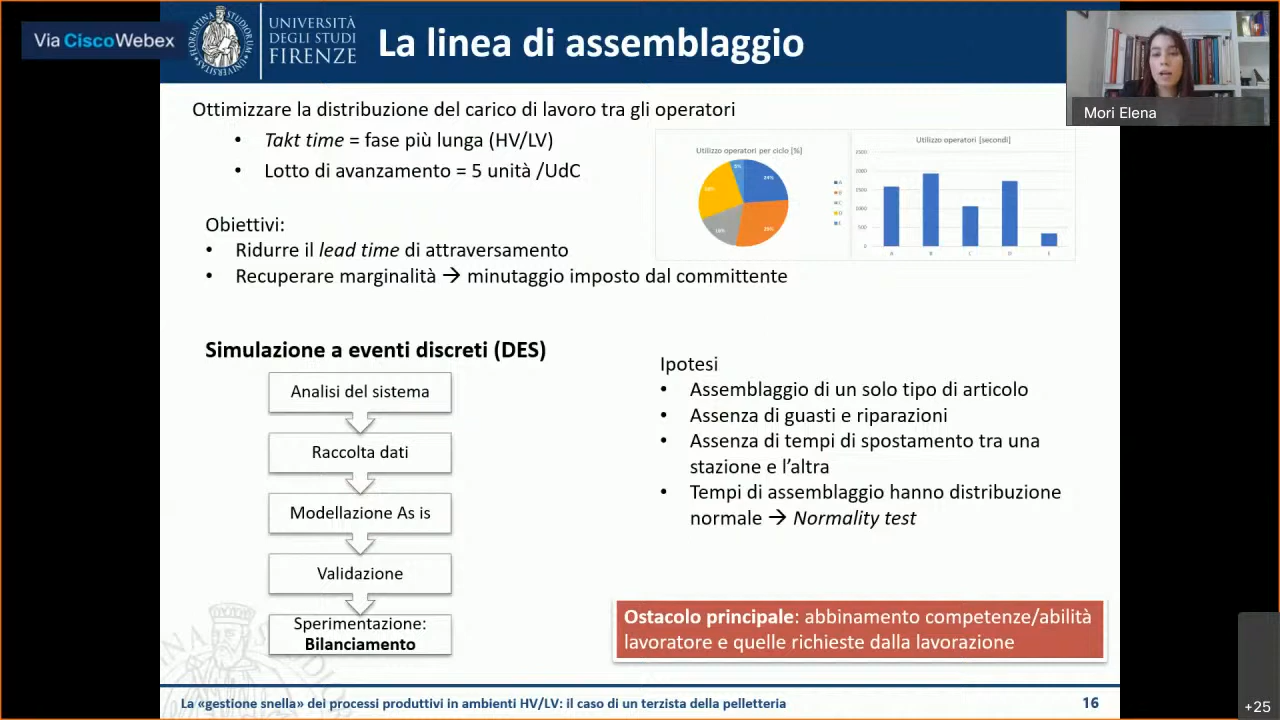 Via CiscoWebex
UNIVERSITÀ
DEGLI STUDI
FIRENZE
La linea di assemblaggio
Mori Elena
Ottimizzare la distribuzione del carico di lavoro tra gli operatori
• Takt time = fase più lunga (HV/LV)
• Lotto di avanzamento = 5 unità /UdC
Utilizzo operatori per ciclo [%]
Utilizzo operatori [secondi]
2500
2000
1500
1000
500
0
A
B
C
D
E
Obiettivi:
• Ridurre il lead time di attraversamento
• Recuperare marginalità → minutaggio imposto dal committente
Simulazione a eventi discreti (DES)
Analisi del sistema
Raccolta dati
Modellazione As is
Validazione
Sperimentazione:
Bilanciamento
Ipotesi
• Assemblaggio di un solo tipo di articolo
• Assenza di guasti e riparazioni
• Assenza di tempi di spostamento tra una
stazione e l'altra
• Tempi di assemblaggio hanno distribuzione
normale → Normality test
Ostacolo principale: abbinamento competenze/abilità
lavoratore e quelle richieste dalla lavorazione
La «gestione snella» dei processi produttivi in ambienti HV/LV: il caso di un terzista della pelletteria
16
+25